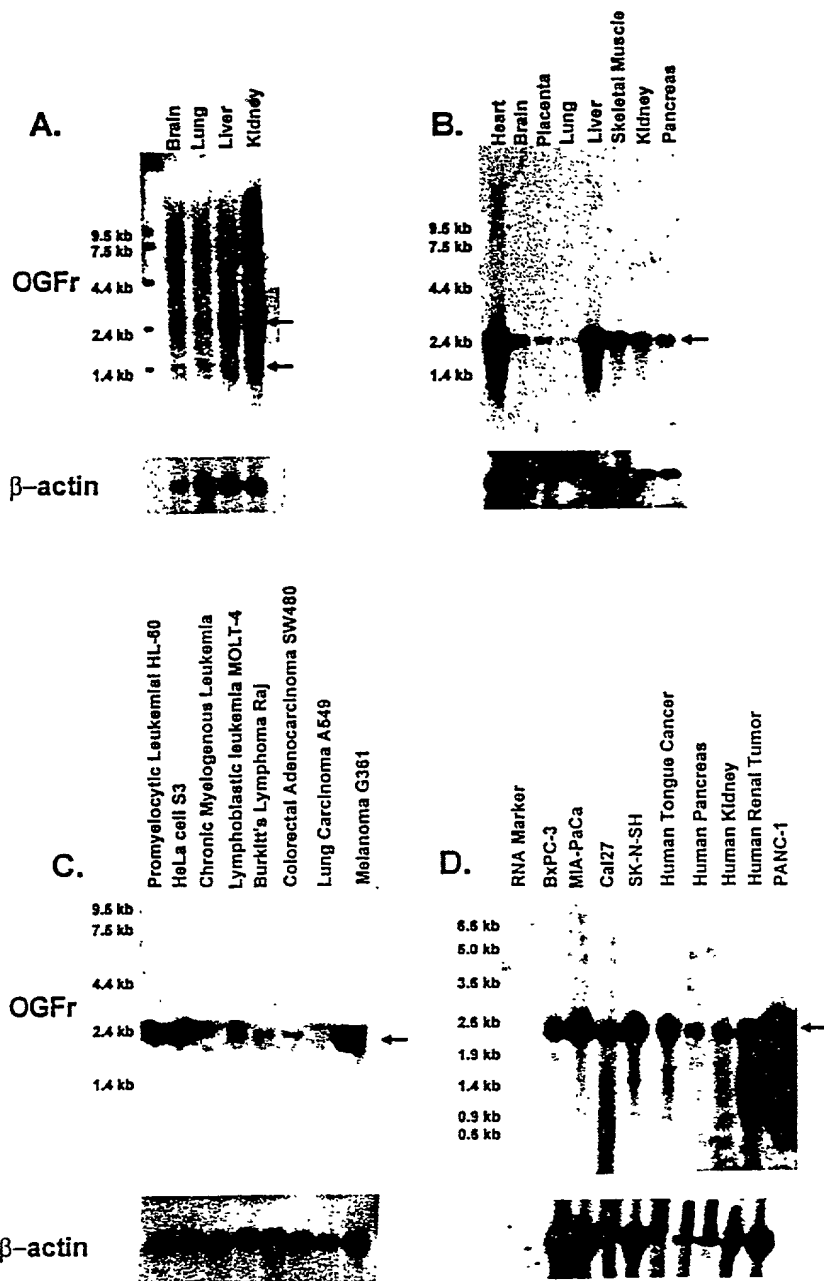 A.
Brain
Lung
Liver
Kidney
9.5 kb
7.5 kb
4.4 kb
2.4 kb
1.4 kb
OGFr
β–actin
B.
Heart
Brain
Placenta
Lung
Liver
Skeletal Muscle
Kidney
Pancreas
9.5 kb
7.5 kb
4.4 kb
2.4 kb
1.4 kb
C.
Promyelocytic Leukemial HL-60
HeLa cell S3
Chronic Myelogenous Leukemia
Lymphoblastic leukemia MOLT-4
Burkitt's Lymphoma Raj
Colorectal Adenocarcinoma SW480
Lung Carcinoma A549
Melanoma G361
9.5 kb
7.5 kb
4.4 kb
2.4 kb
1.4 kb
OGFr
β–actin
D.
RNA Marker
BxPC-3
MIA-PaCa
Cal27
SK-N-SH
Human Tongue Cancer
Human Pancreas
Human Kidney
Human Renal Tumor
PANC-1
6.6 kb
5.0 kb
3.6 kb
2.6 kb
1.9 kb
1.4 kb
0.9 kb
0.6 kb